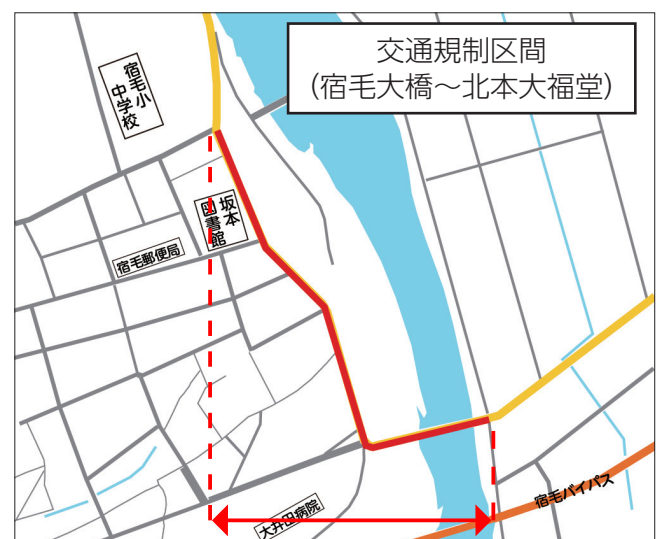 交通規制区間
(宿毛大橋〜北本大福堂)
宿毛小
中学校
坂本
図書館
宿毛郵便局
大井田病院
宿毛バイパス